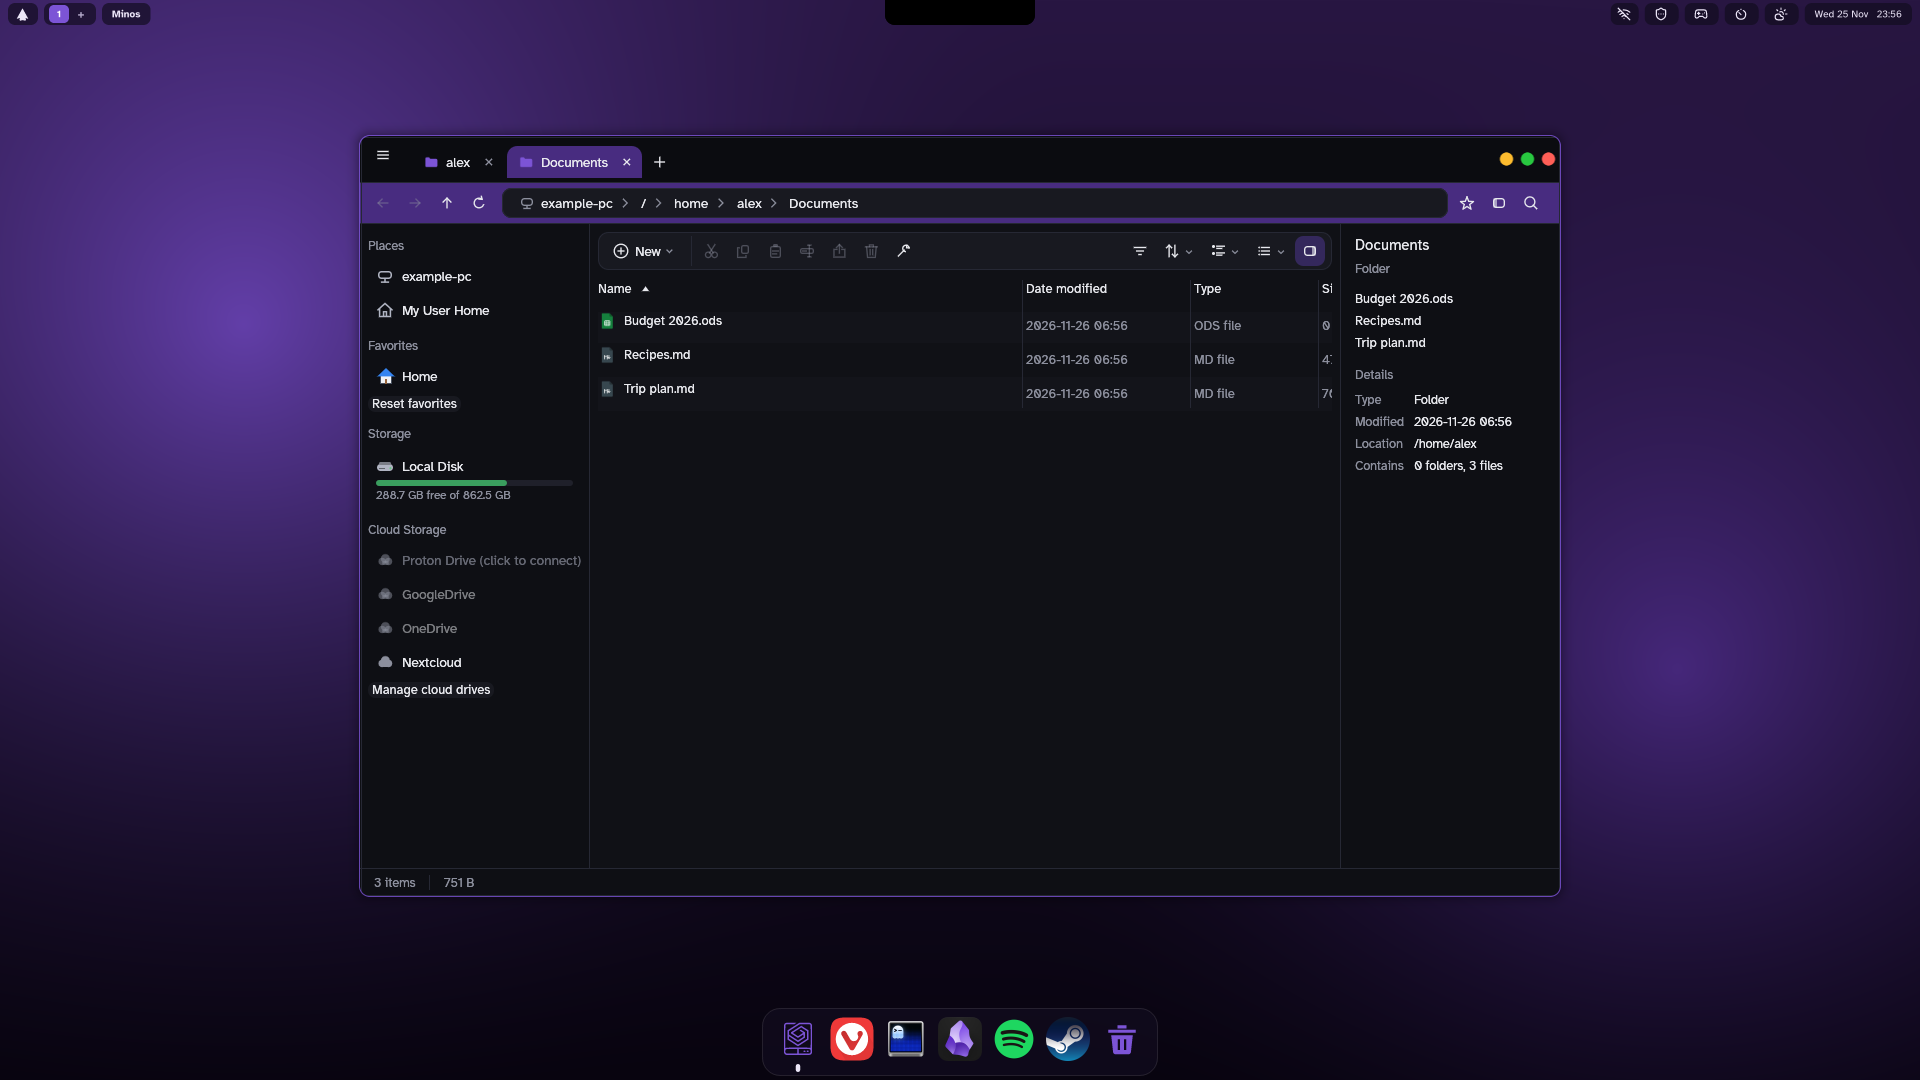 1 + Minos
Wed 25 Nov 23:56
alex
Documents
example-pc / home alex Documents
Places
example-pc
My User Home
Favorites
Home
Reset favorites
Storage
Local Disk
288.7 GB free of 862.5 GB
Cloud Storage
Proton Drive (click to connect)
GoogleDrive
OneDrive
Nextcloud
Manage cloud drives
New
Name Date modified Type
Budget 2026.ods 2026-11-26 06:56 ODS file 0
Recipes.md 2026-11-26 06:56 MD file
Trip plan.md 2026-11-26 06:56 MD file
Documents
Folder
Budget 2026.ods
Recipes.md
Trip plan.md
Details
Type Folder
Modified 2026-11-26 06:56
Location /home/alex
Contains 0 folders, 3 files
3 items 751 B